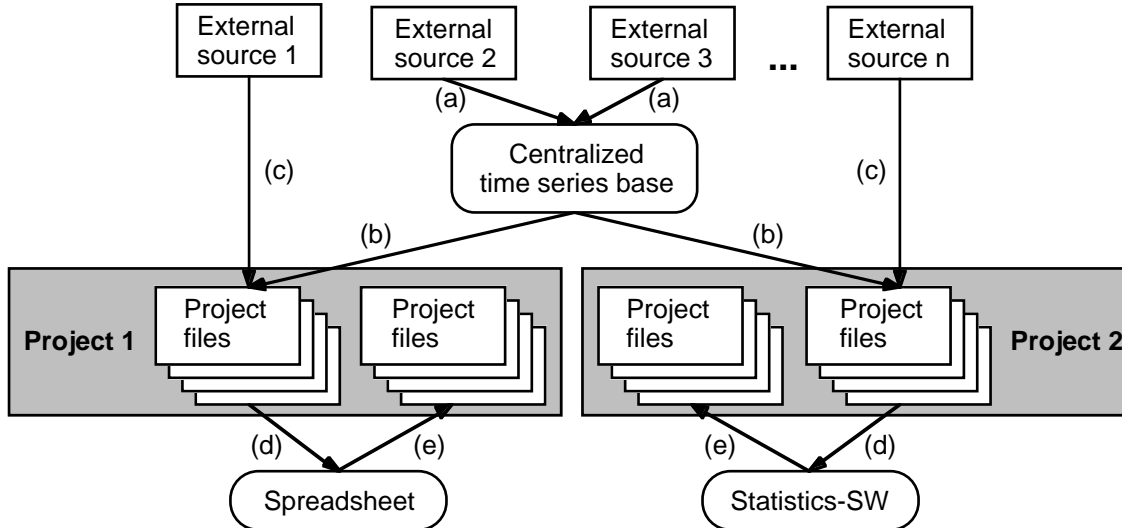 External
source 1
External
source 2
External
source 3
...
External
source n
(a)
(a)
Centralized
time series base
(c)
(c)
(b)
(b)
Project 1
Project
files
Project
files
Project
files
Project
files
Project 2
(d)
(e)
(e)
(d)
Spreadsheet
Statistics-SW